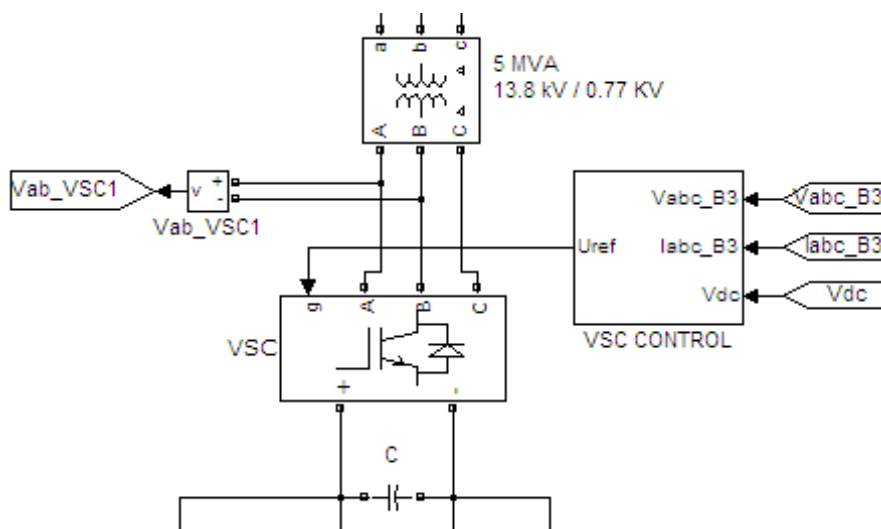 a b c
5 MVA
13.8 kV / 0.77 KV
A B C
Vab_VSC1
v
+
-
Vab_VSC1
Vabc_B3
Vabc_B3
Uref
Iabc_B3
Iabc_B3
Vdc
Vdc
VSC CONTROL
g A B C
VSC
+
-
C